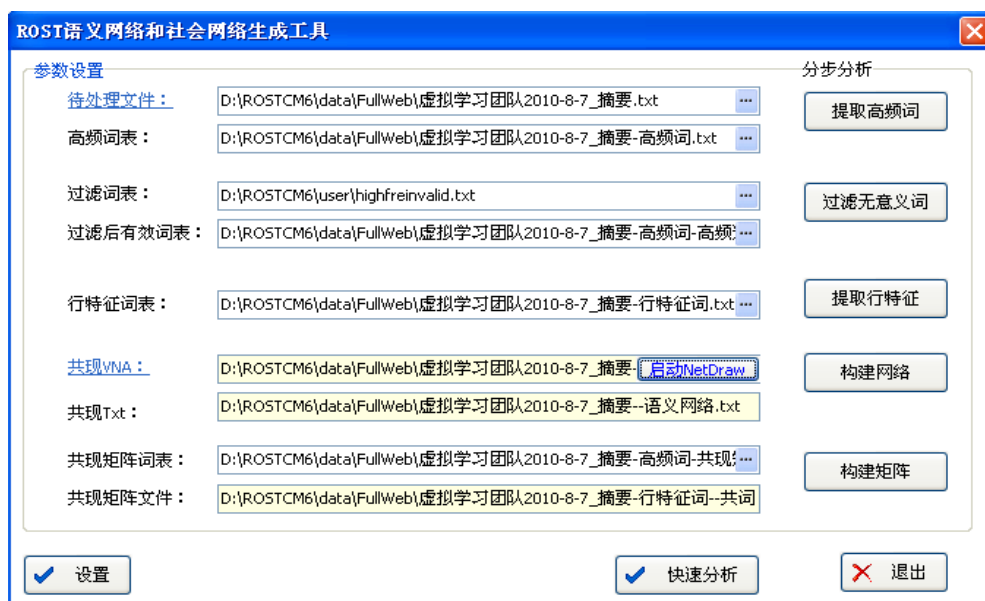 ROST语义网络和社会网络生成工具
参数设置
分步分析
待处理文件：
D:\ROSTCM6\data\FullWeb\虚拟学习团队2010-8-7_摘要.txt
...
提取高频词
高频词表：
D:\ROSTCM6\data\FullWeb\虚拟学习团队2010-8-7_摘要-高频词.txt
...
过滤词表：
D:\ROSTCM6\user\highfreinvalid.txt
...
过滤无意义词
过滤后有效词表：
D:\ROSTCM6\data\FullWeb\虚拟学习团队2010-8-7_摘要-高频词-高频
...
行特征词表：
D:\ROSTCM6\data\FullWeb\虚拟学习团队2010-8-7_摘要-行特征词.txt
...
提取行特征
共现VNA：
D:\ROSTCM6\data\FullWeb\虚拟学习团队2010-8-7_摘要-
启动NetDraw
构建网络
共现Txt：
D:\ROSTCM6\data\FullWeb\虚拟学习团队2010-8-7_摘要--语义网络.txt
共现矩阵词表：
D:\ROSTCM6\data\FullWeb\虚拟学习团队2010-8-7_摘要-高频词-共现
...
构建矩阵
共现矩阵文件：
D:\ROSTCM6\data\FullWeb\虚拟学习团队2010-8-7_摘要-行特征词--共词
设置
快速分析
退出